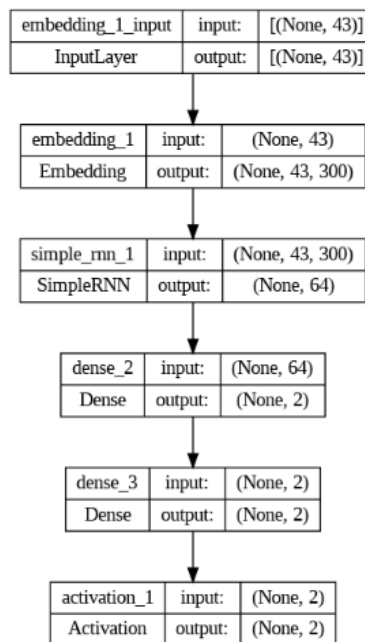 embedding_1_input input: [(None, 43)]
InputLayer output: [(None, 43)]
embedding_1 input: (None, 43)
Embedding output: (None, 43, 300)
simple_rnn_1 input: (None, 43, 300)
SimpleRNN output: (None, 64)
dense_2 input: (None, 64)
Dense output: (None, 2)
dense_3 input: (None, 2)
Dense output: (None, 2)
activation_1 input: (None, 2)
Activation output: (None, 2)